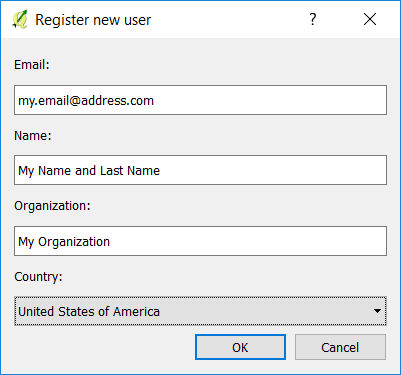 Register new user
?
Email:
my.email@address.com
Name:
My Name and Last Name
Organization:
My Organization
Country:
United States of America
OK Cancel